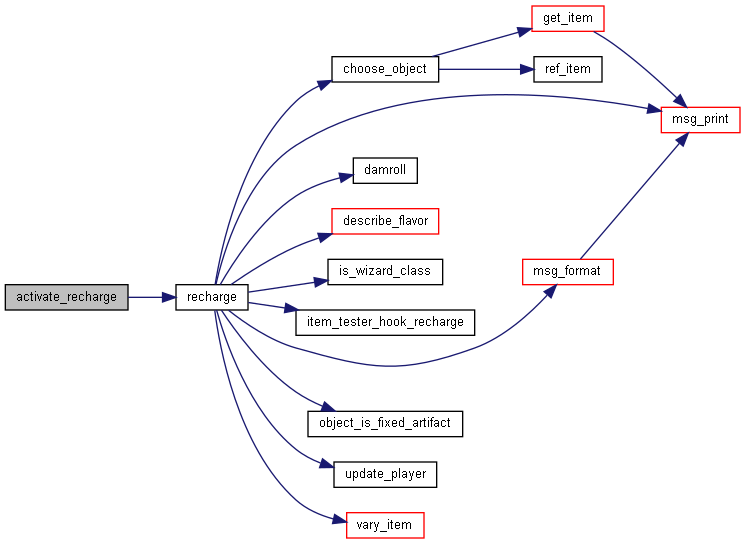 get_item
choose_object
ref_item
msg_print
damroll
describe_flavor
is_wizard_class
msg_format
activate_recharge
recharge
item_tester_hook_recharge
object_is_fixed_artifact
update_player
vary_item